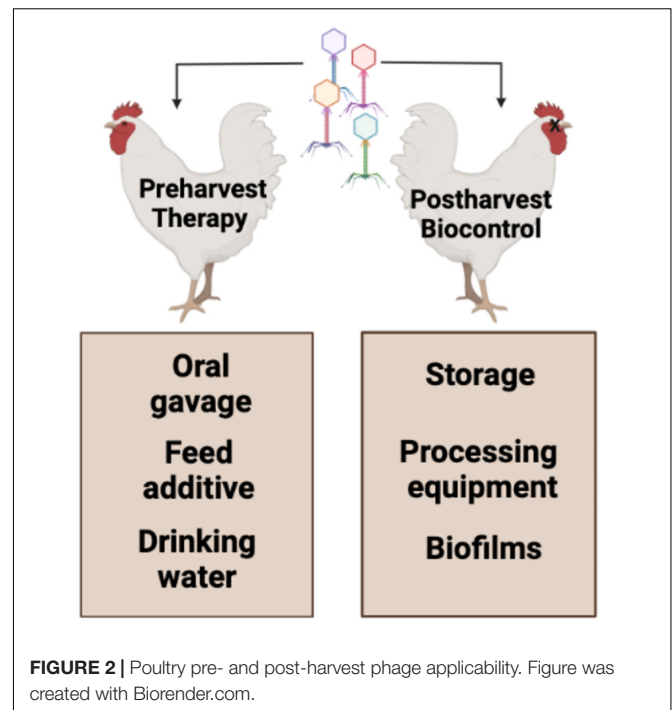 Preharvest
Therapy
Postharvest
Biocontrol
Oral
gavage
Feed
additive
Drinking
water
Storage
Processing
equipment
Biofilms
FIGURE 2 | Poultry pre- and post-harvest phage applicability. Figure was
created with Biorender.com.